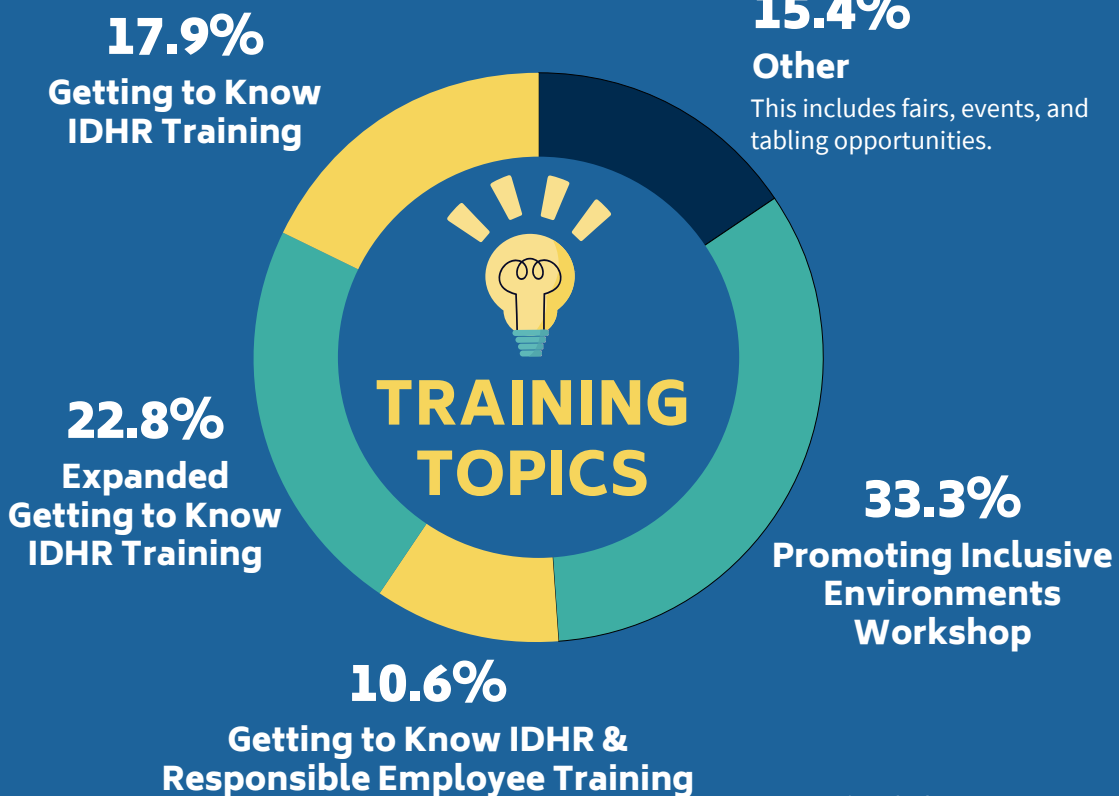 17.9%
Getting to Know
IDHR Training
15.4%
Other
This includes fairs, events, and
tabling opportunities.
TRAINING
TOPICS
22.8%
Expanded
Getting to Know
IDHR Training
33.3%
Promoting Inclusive
Environments
Workshop
10.6%
Getting to Know IDHR &
Responsible Employee Training